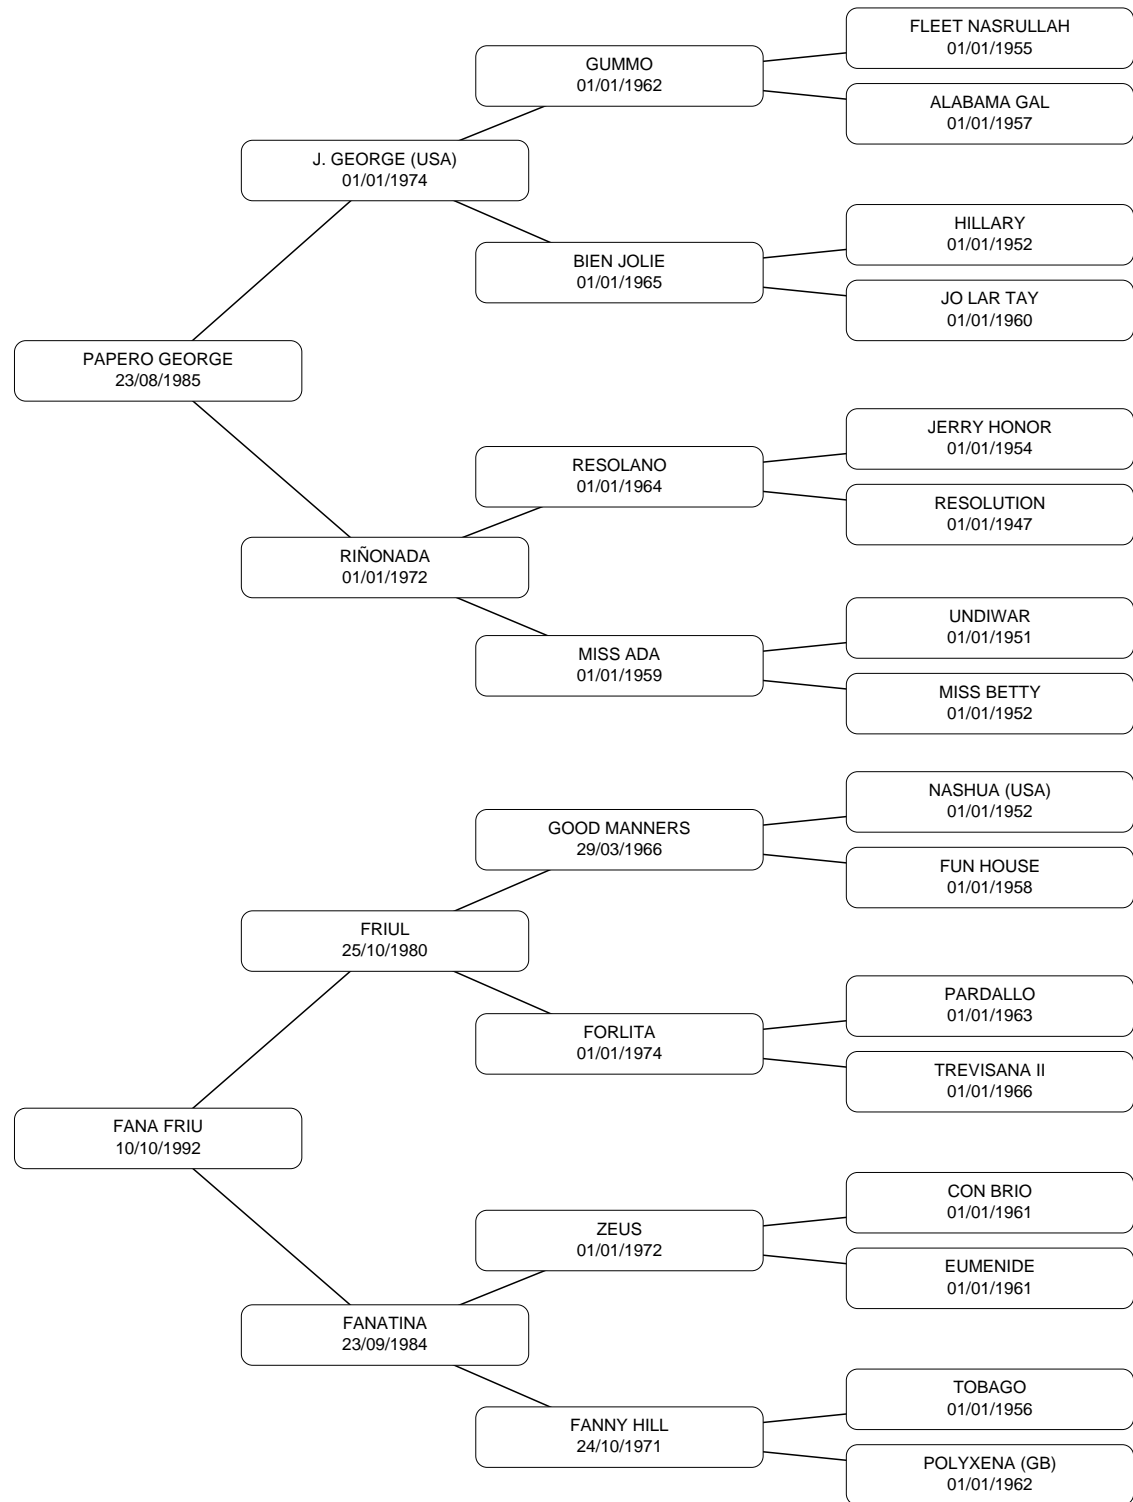 FLEET NASRULLAH
01/01/1955
GUMMO
01/01/1962
ALABAMA GAL
01/01/1957
J. GEORGE (USA)
01/01/1974
HILLARY
01/01/1952
BIEN JOLIE
01/01/1965
JO LAR TAY
01/01/1960
PAPERO GEORGE
23/08/1985
JERRY HONOR
01/01/1954
RESOLANO
01/01/1964
RESOLUTION
01/01/1947
RIÑONADA
01/01/1972
UNDIWAR
01/01/1951
MISS ADA
01/01/1959
MISS BETTY
01/01/1952
NASHUA (USA)
01/01/1952
GOOD MANNERS
29/03/1966
FUN HOUSE
01/01/1958
FRIUL
25/10/1980
PARDALLO
01/01/1963
FORLITA
01/01/1974
TREVISANA II
01/01/1966
FANA FRIU
10/10/1992
CON BRIO
01/01/1961
ZEUS
01/01/1972
EUMENIDE
01/01/1961
FANATINA
23/09/1984
TOBAGO
01/01/1956
FANNY HILL
24/10/1971
POLYXENA (GB)
01/01/1962